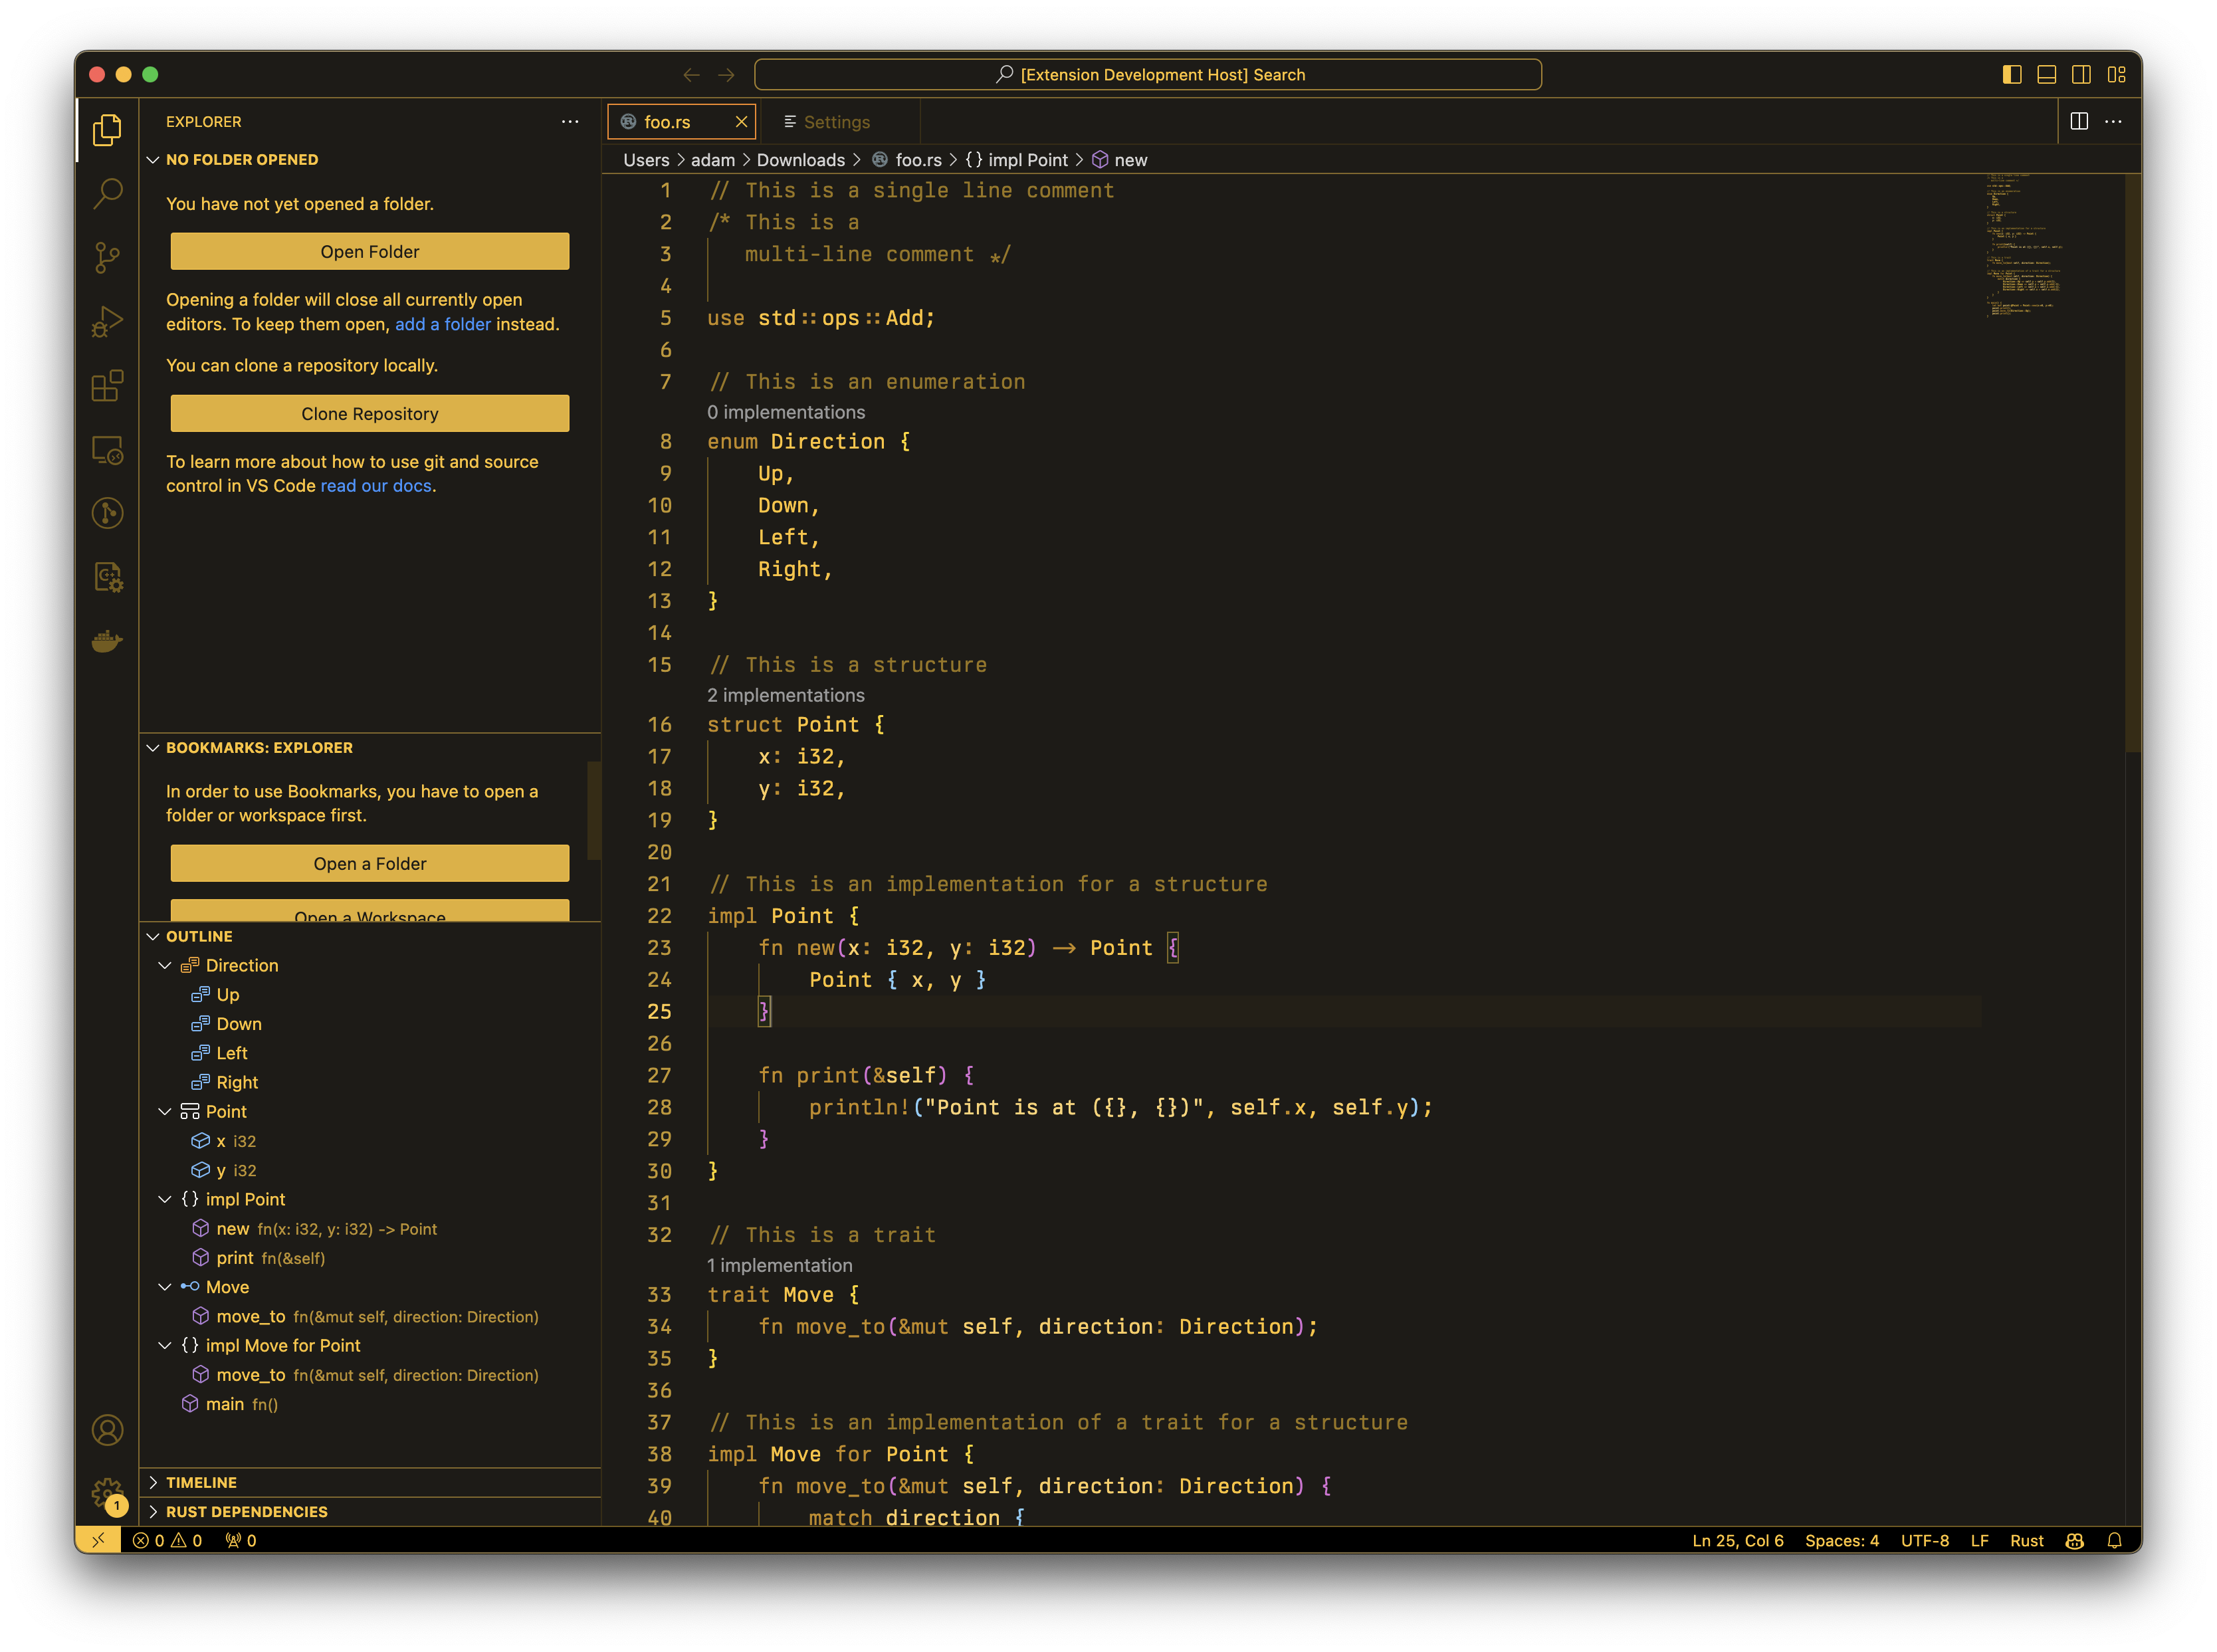 [Extension Development Host] Search
EXPLORER
NO FOLDER OPENED
You have not yet opened a folder.
Open Folder
Opening a folder will close all currently open
editors. To keep them open, add a folder instead.
You can clone a repository locally.
Clone Repository
To learn more about how to use git and source
control in VS Code read our docs.
BOOKMARKS: EXPLORER
In order to use Bookmarks, you have to open a
folder or workspace first.
Open a Folder
Open a Workspace
OUTLINE
Direction
Up
Down
Left
Right
Point
x i32
y i32
{} impl Point
new fn(x: i32, y: i32) -> Point
print fn(&self)
Move
move_to fn(&mut self, direction: Direction)
{} impl Move for Point
move_to fn(&mut self, direction: Direction)
main fn()
TIMELINE
RUST DEPENDENCIES
1
foo.rs
Settings
Users > adam > Downloads > foo.rs > {} impl Point > new
1 // This is a single line comment
2 /* This is a
3 multi-line comment */
4
5 use std::ops::Add;
6
7 // This is an enumeration
0 implementations
8 enum Direction {
9 Up,
10 Down,
11 Left,
12 Right,
13 }
14
15 // This is a structure
2 implementations
16 struct Point {
17 x: i32,
18 y: i32,
19 }
20
21 // This is an implementation for a structure
22 impl Point {
23 fn new(x: i32, y: i32) -> Point {
24 Point { x, y }
25 }
26
27 fn print(&self) {
28 println!("Point is at ({}, {})", self.x, self.y);
29 }
30 }
31
32 // This is a trait
1 implementation
33 trait Move {
34 fn move_to(&mut self, direction: Direction);
35 }
36
37 // This is an implementation of a trait for a structure
38 impl Move for Point {
39 fn move_to(&mut self, direction: Direction) {
40 match direction {
0 0 0
Ln 25, Col 6 Spaces: 4 UTF-8 LF Rust